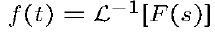 f(t) = ℒ⁻¹[F(s)]